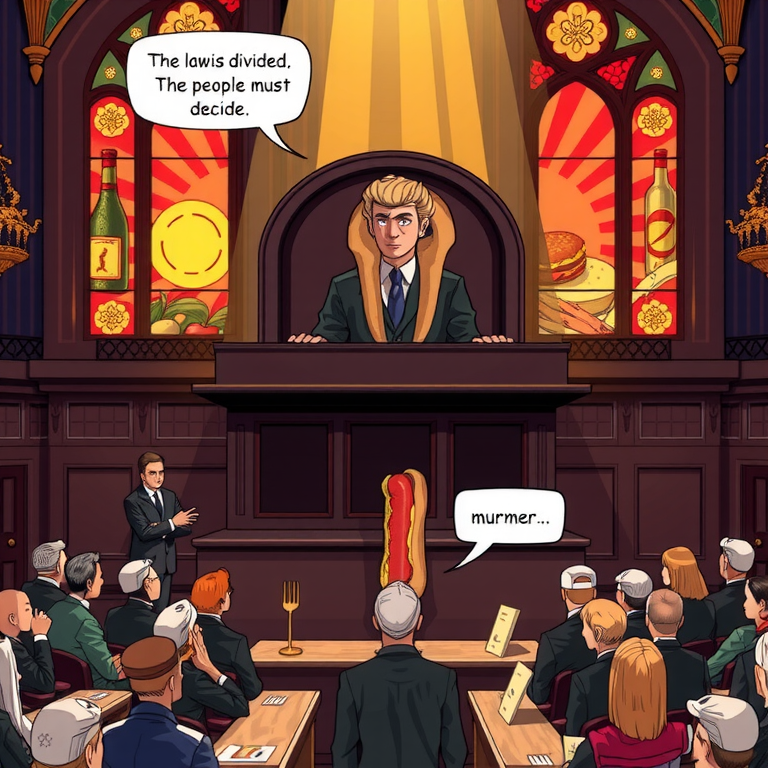 The lawis divided.
The people must
decide.
murmer...